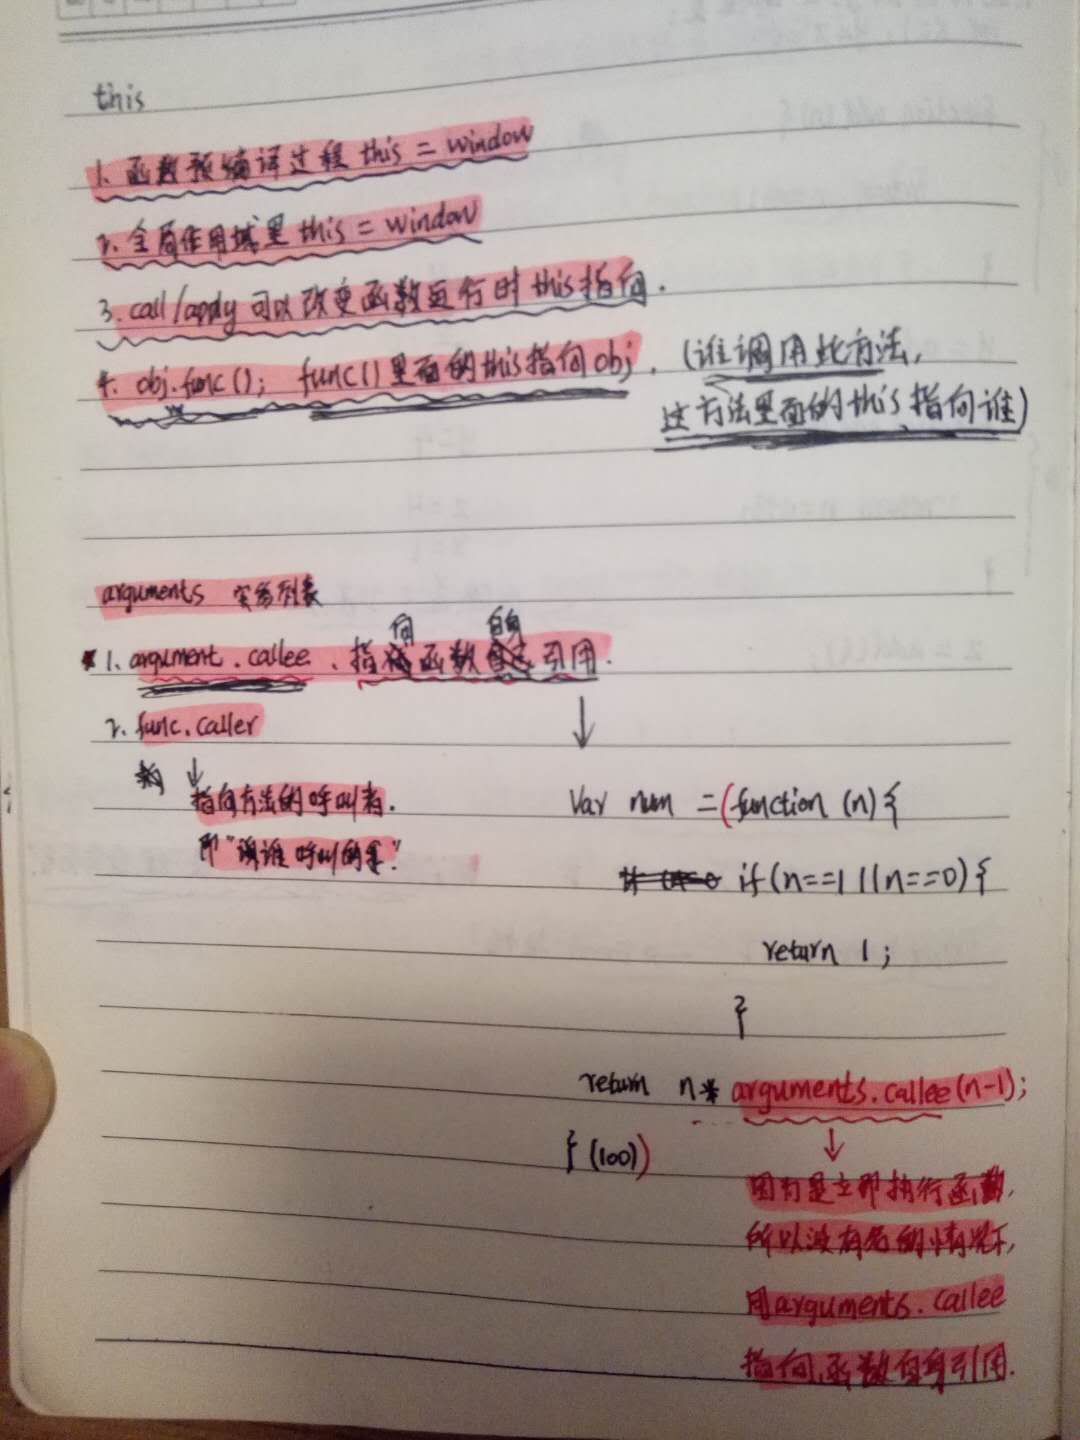 this
1. 函数预编译过程 this = window
2. 全局作用域里 this = window
3. call/apply 可以改变函数运行时 this 指向.
4. obj.func(); func()里面的this指向obj. (谁调用此方法,
这方法里面的this指向谁)
arguments 实参列表
1. argument.callee. 指向函数自身引用.
2. func.caller
指向方法的呼叫者.
即"谁呼叫的
Var num = (function (n) {
if (n==1 || n==0) {
return 1;
}
return n* arguments.callee(n-1);
} (100))
因为是立即执行函数,
所以没有名的情况下,
用arguments.callee
指向函数自身引用.